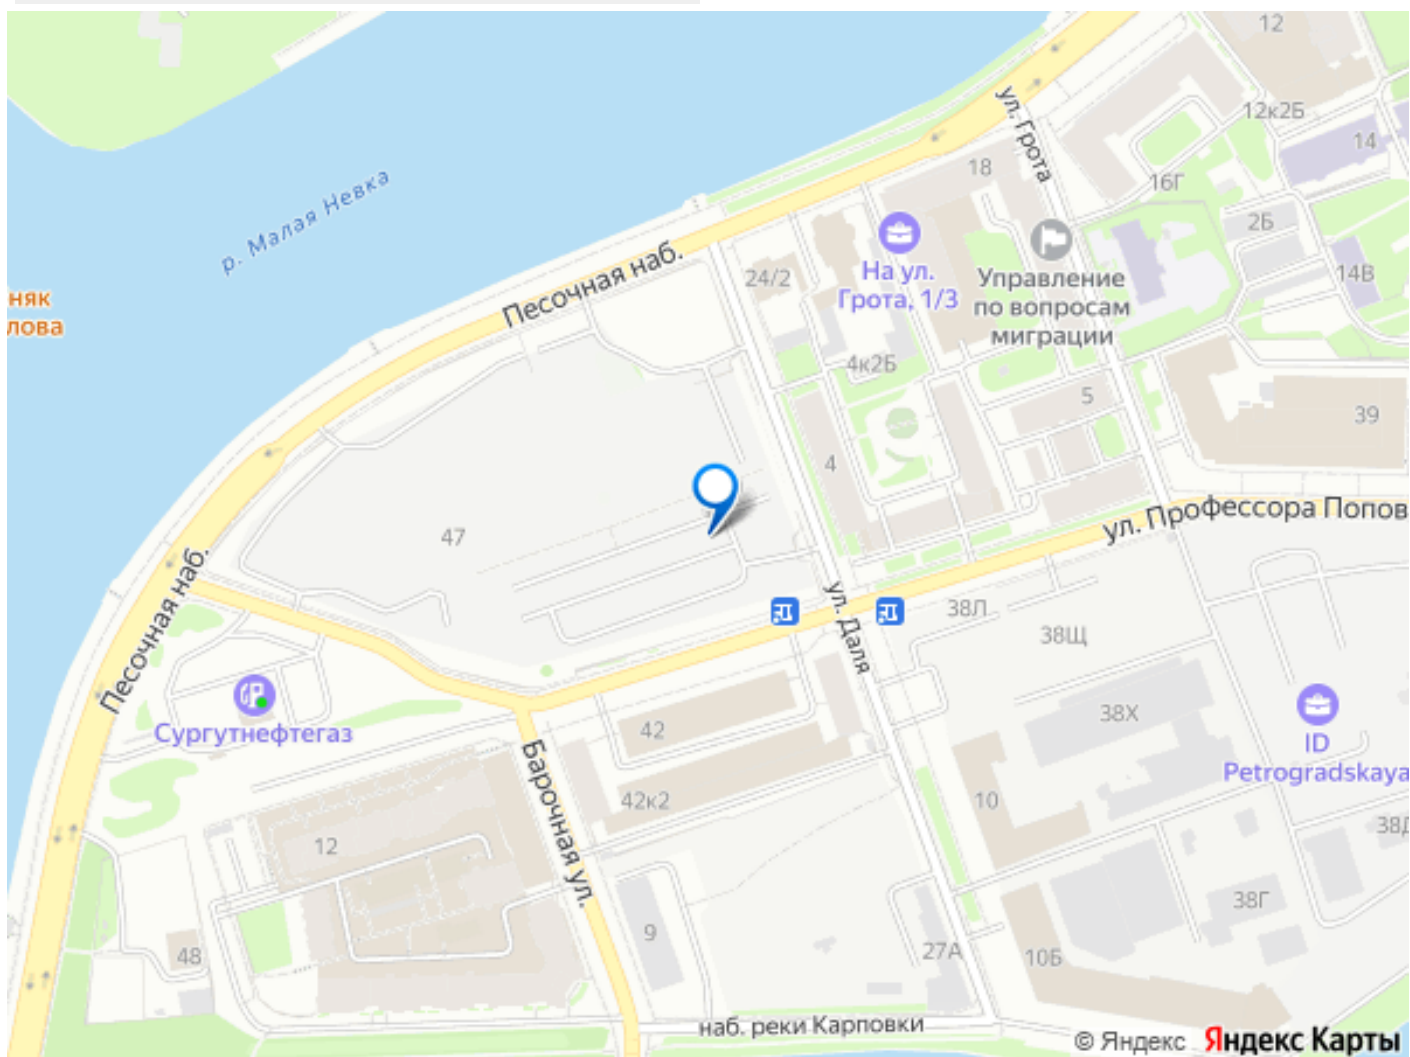 12
ул. Грота
12к2Б
14
18
16Г
р. Малая Невка
2Б
На ул.
Грота, 1/3
Управление
по вопросам
миграции
24/2
14В
Песочная наб.
няк
лова
4к2Б
5
39
4
47
ул. Профессора Попов
Песочная наб.
ул. Даля
38Л
38Щ
Сургутнефтегаз
42
38Х
ID
Petrogradskaya
Барочная ул.
42к2
10
12
38Д
38Г
9
48
27А
10Б
наб. реки Карповки
© Яндекс Яндекс Карты